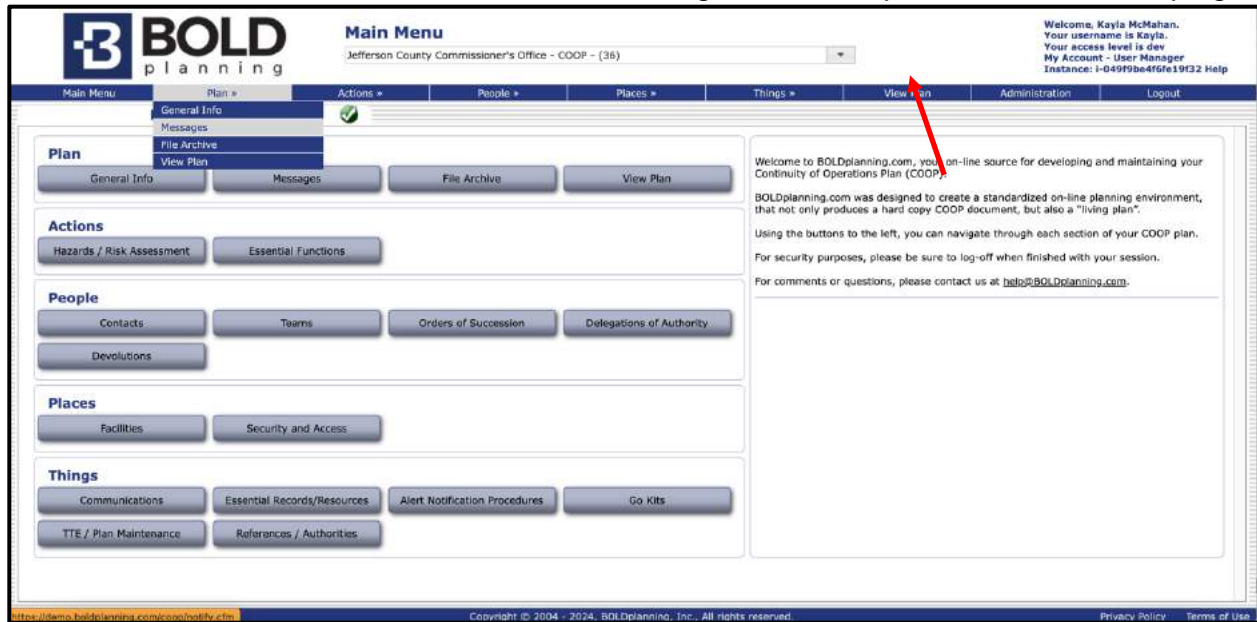 BOLD
planning
Main Menu
Jefferson County Commissioner's Office - COOP - (36)
Welcome, Kayla McMahan.
Your username is Kayla.
Your access level is dev
My Account - User Manager
Instance: i-049f9be4f6fe19f32 Help
Main Menu Plan » Actions » People » Places » Things » View Plan Administration Logout
General Info
Messages
File Archive
View Plan
Plan
General Info Messages File Archive View Plan
Actions
Hazards / Risk Assessment Essential Functions
People
Contacts Teams Orders of Succession Delegations of Authority
Devolutions
Places
Facilities Security and Access
Things
Communications Essential Records/Resources Alert Notification Procedures Go Kits
TTE / Plan Maintenance References / Authorities
Welcome to BOLDplanning.com, your on-line source for developing and maintaining your
Continuity of Operations Plan (COOP).
BOLDplanning.com was designed to create a standardized on-line planning environment,
that not only produces a hard copy COOP document, but also a "living plan".
Using the buttons to the left, you can navigate through each section of your COOP plan.
For security purposes, please be sure to log-off when finished with your session.
For comments or questions, please contact us at help@BOLDplanning.com.
https://demo.boldplanning.com/coop/notify.cfm
Copyright © 2004 - 2024, BOLDplanning, Inc., All rights reserved.
Privacy Policy Terms of Use